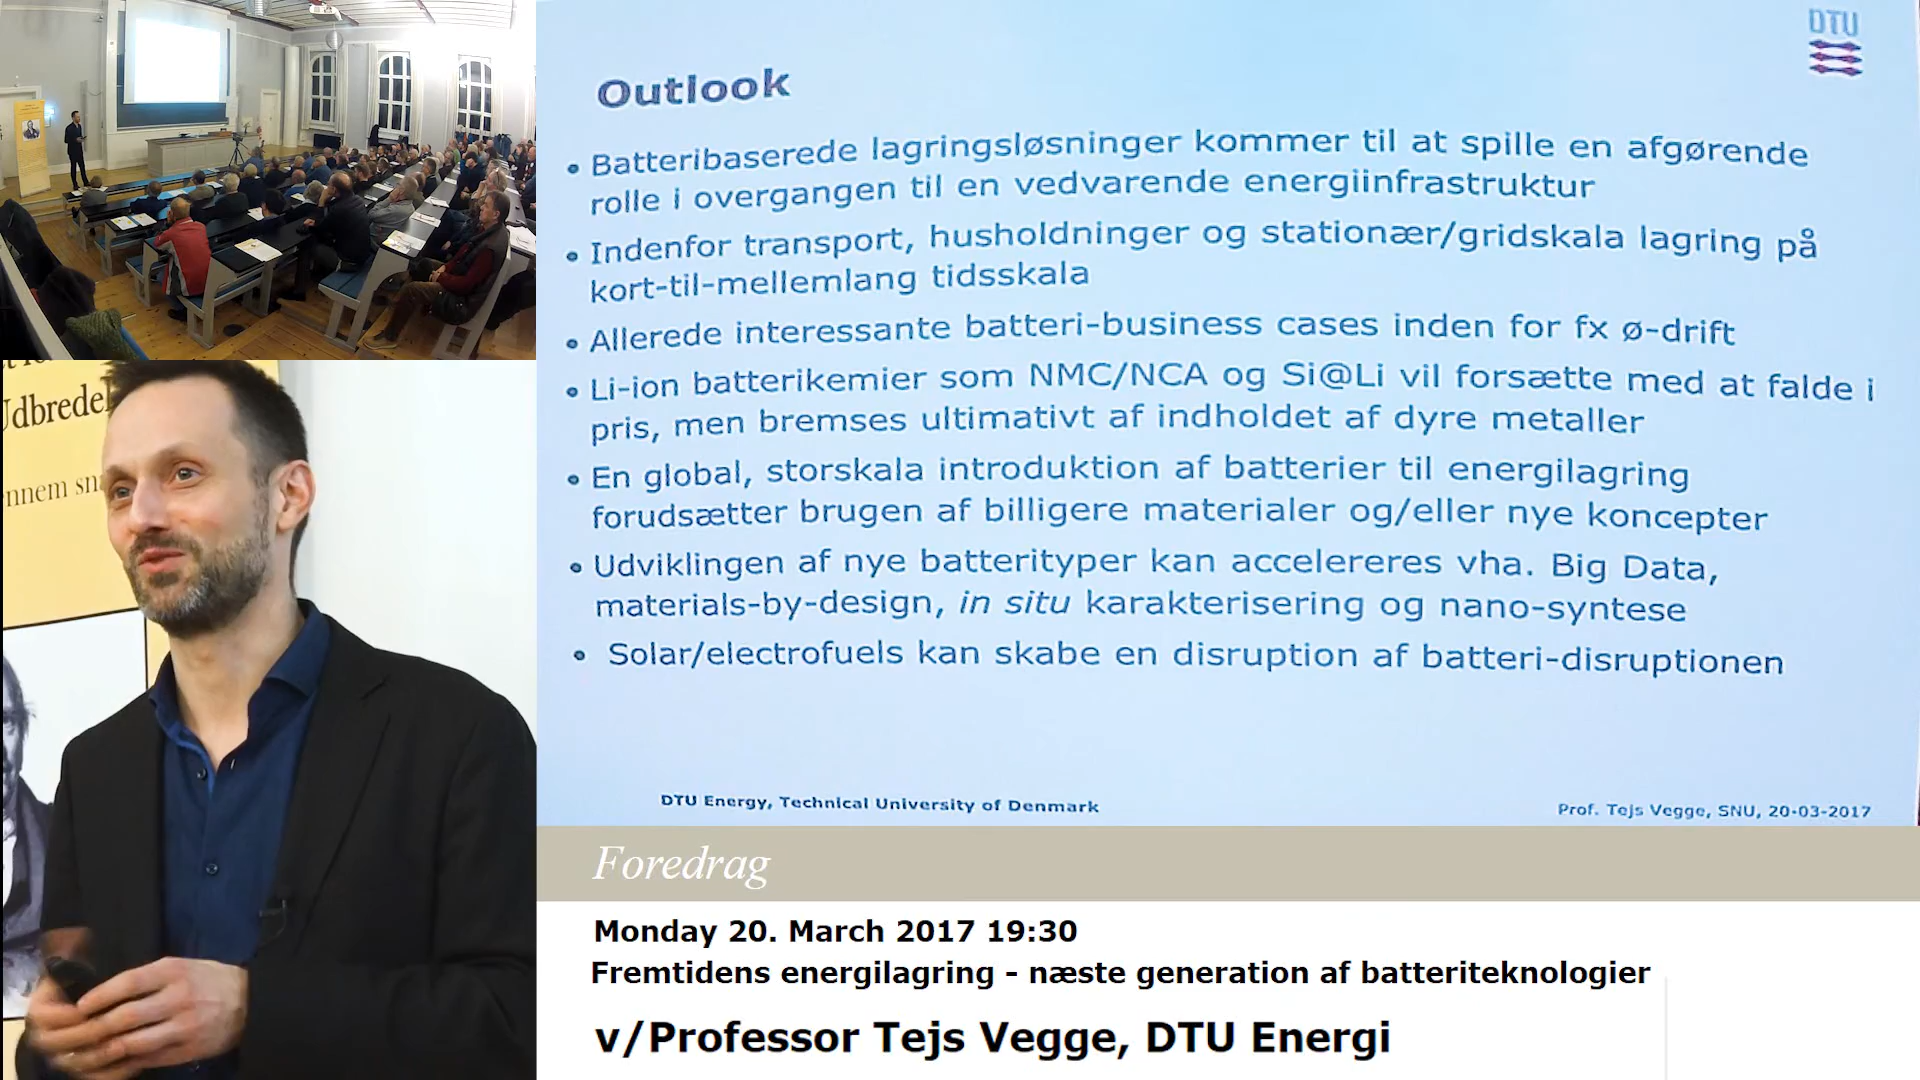 DTU
Outlook
• Batteribaserede lagringsløsninger kommer til at spille en afgørende
rolle i overgangen til en vedvarende energiinfrastruktur
• Indenfor transport, husholdninger og stationær/gridskala lagring på
kort-til-mellemlang tidsskala
• Allerede interessante batteri-business cases inden for fx ø-drift
• Li-ion batterikemier som NMC/NCA og Si@Li vil forsætte med at falde i
pris, men bremses ultimativt af indholdet af dyre metaller
• En global, storskala introduktion af batterier til energilagring
forudsætter brugen af billigere materialer og/eller nye koncepter
• Udviklingen af nye batterityper kan accelereres vha. Big Data,
materials-by-design, in situ karakterisering og nano-syntese
• Solar/electrofuels kan skabe en disruption af batteri-disruptionen
DTU Energy, Technical University of Denmark
Prof. Tejs Vegge, SNU, 20-03-2017
Foredrag
Monday 20. March 2017 19:30
Fremtidens energilagring - næste generation af batteriteknologier
v/Professor Tejs Vegge, DTU Energi